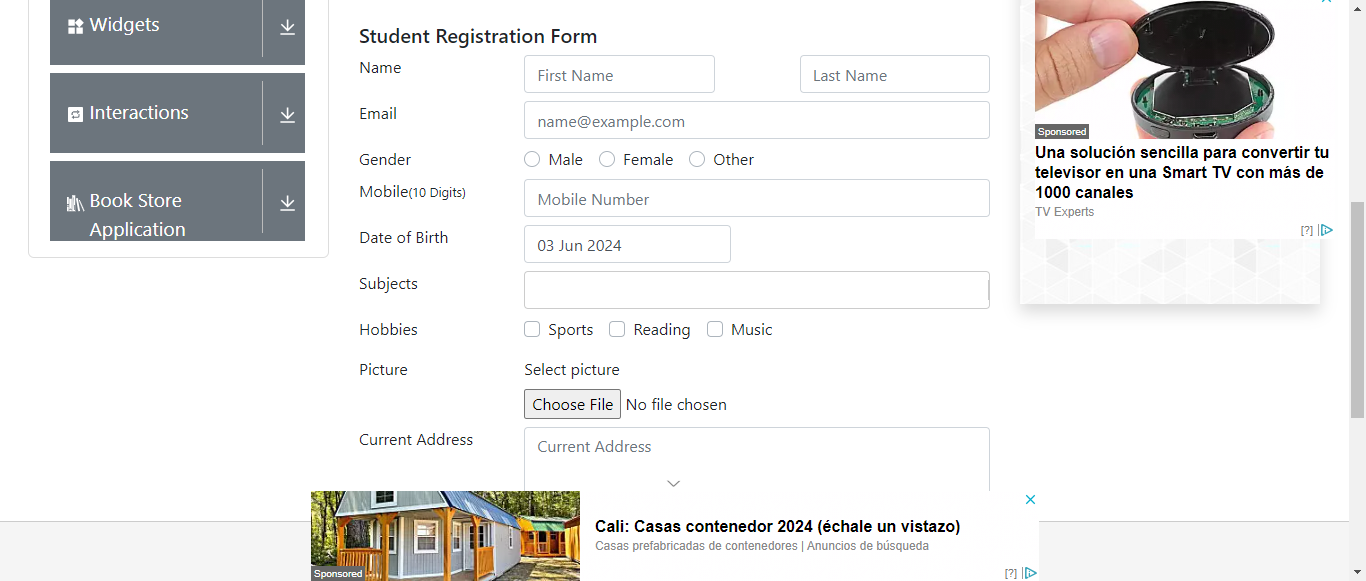 Widgets
Interactions
Book Store
Application
Student Registration Form
Name
First Name
Last Name
Email
name@example.com
Gender
Male
Female
Other
Mobile(10 Digits)
Mobile Number
Date of Birth
03 Jun 2024
Subjects
Hobbies
Sports
Reading
Music
Picture
Select picture
Choose File
No file chosen
Current Address
Current Address
Sponsored
Una solución sencilla para convertir tu
televisor en una Smart TV con más de
1000 canales
TV Experts
[?]
Sponsored
Cali: Casas contenedor 2024 (échale un vistazo)
Casas prefabricadas de contenedores | Anuncios de búsqueda
[?]